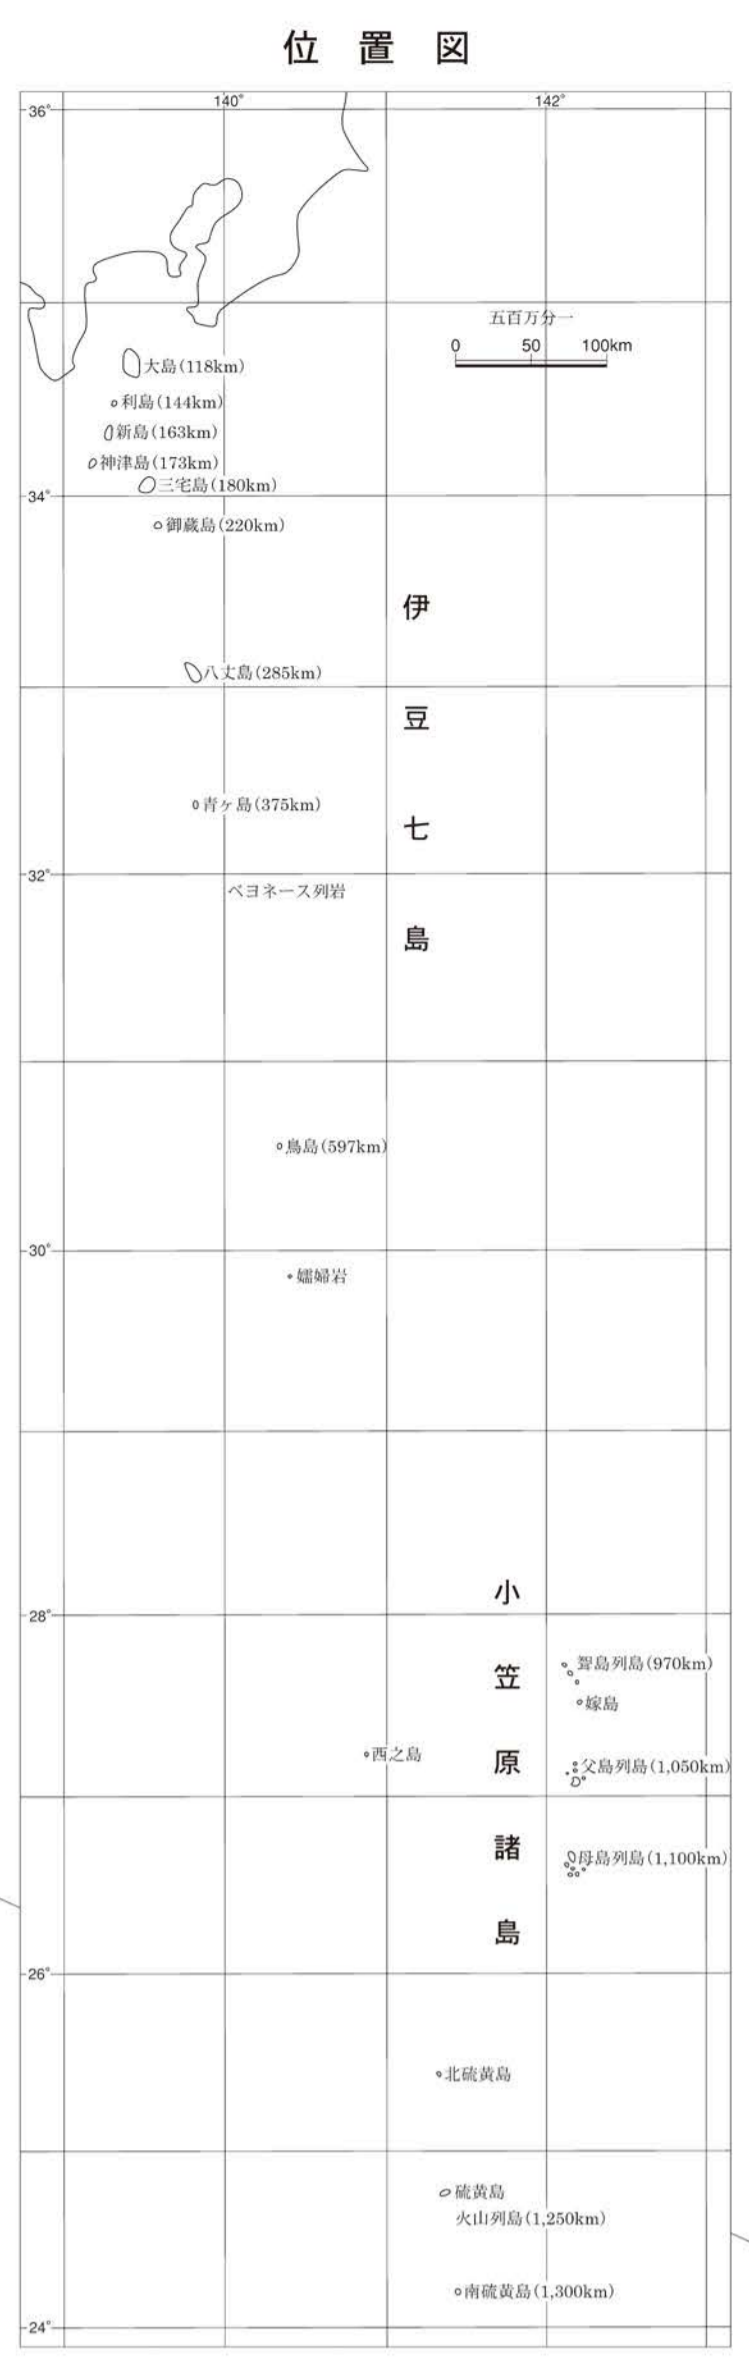 位置図
140°
142°
36°
五百万分一
0 50 100km
大島(118km)
利島(144km)
新島(163km)
神津島(173km)
三宅島(180km)
34°
御蔵島(220km)
伊豆七島
八丈島(285km)
青ヶ島(375km)
32°
ベヨネース列岩
鳥島(597km)
30°
孀婦岩
小笠原諸島
28°
聟島列島(970km)
嫁島
西之島
父島列島(1,050km)
母島列島(1,100km)
26°
北硫黄島
硫黄島
火山列島(1,250km)
南硫黄島(1,300km)
24°